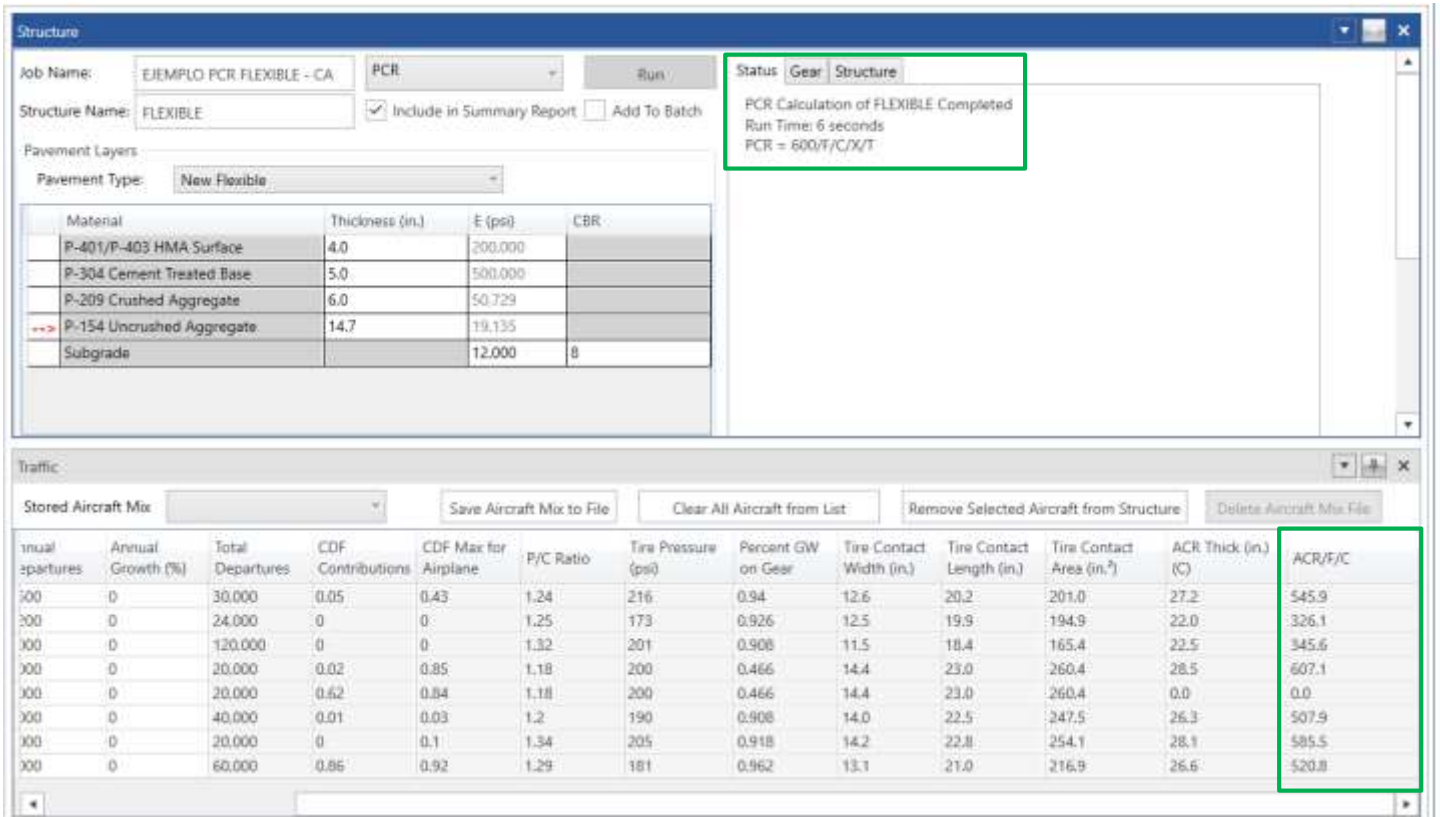 Structure
Job Name: EJEMPLO PCR FLEXIBLE - CA PCR Run
Structure Name: FLEXIBLE Include in Summary Report Add To Batch
Pavement Layers
Pavement Type: New Flexible
Material Thickness (in.) E (psi) CBR
P-401/P-403 HMA Surface 4.0 200.000
P-304 Cement Treated Base 5.0 500.000
P-209 Crushed Aggregate 6.0 50.729
--> P-154 Uncrushed Aggregate 14.7 19.135
Subgrade 12.000 8
Status Gear Structure
PCR Calculation of FLEXIBLE Completed
Run Time: 6 seconds
PCR = 600/F/C/X/T
Traffic
Stored Aircraft Mix Save Aircraft Mix to File Clear All Aircraft from List Remove Selected Aircraft from Structure Delete Aircraft Mix File
Annual Total CDF CDF Max for P/C Ratio Tire Pressure Percent GW Tire Contact Tire Contact Tire Contact ACR Thick (in.) ACR/F/C
Growth (%) Departures Contributions Airplane (psi) on Gear Width (in.) Length (in.) Area (in.²) (C)
0 30.000 0.05 0.43 1.24 216 0.94 12.6 20.2 201.0 27.2 545.9
0 24.000 0 0 1.25 173 0.926 12.5 19.9 194.9 22.0 326.1
0 120.000 0 0 1.32 201 0.908 11.5 18.4 165.4 22.5 345.6
0 20.000 0.02 0.85 1.18 200 0.466 14.4 23.0 260.4 28.5 607.1
0 20.000 0.62 0.84 1.18 200 0.466 14.4 23.0 260.4 0.0 0.0
0 40.000 0.01 0.03 1.2 190 0.908 14.0 22.5 247.5 26.3 507.9
0 20.000 0 0.1 1.34 205 0.918 14.2 22.8 254.1 28.1 585.5
0 60.000 0.86 0.92 1.29 181 0.962 13.1 21.0 216.9 26.6 520.8